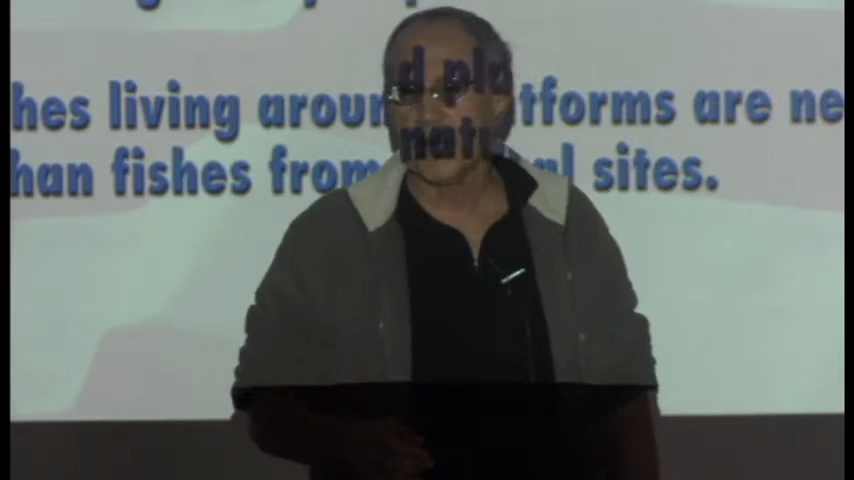 hes living around platforms are ne
han fishes from natural sites.